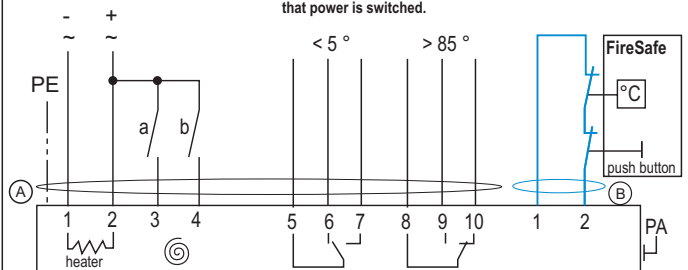 that power is switched.
- +
~ ~
< 5 ° > 85 °
FireSafe
PE
°C
a b
push button
A B
1 2 3 4 5 6 7 8 9 10 1 2
PA
heater